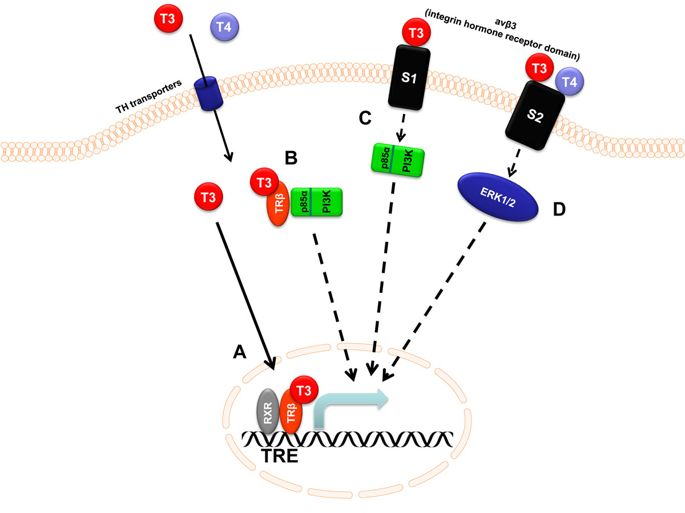 T3
T4
TH transporters
avβ3
(integrin hormone receptor domain)
T3
S1
T3
T4
S2
C
p85α
PI3K
ERK1/2
D
B
T3
T3
TRβ
p85α
PI3K
A
RXR
TRβ
T3
TRE